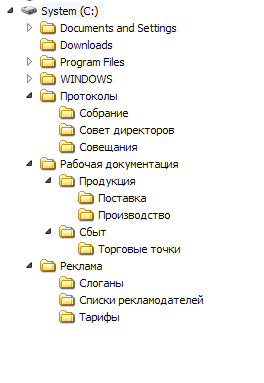 System (C:)
Documents and Settings
Downloads
Program Files
WINDOWS
Протоколы
Собрание
Совет директоров
Совещания
Рабочая документация
Продукция
Поставка
Производство
Сбыт
Торговые точки
Реклама
Слоганы
Списки рекламодателей
Тарифы